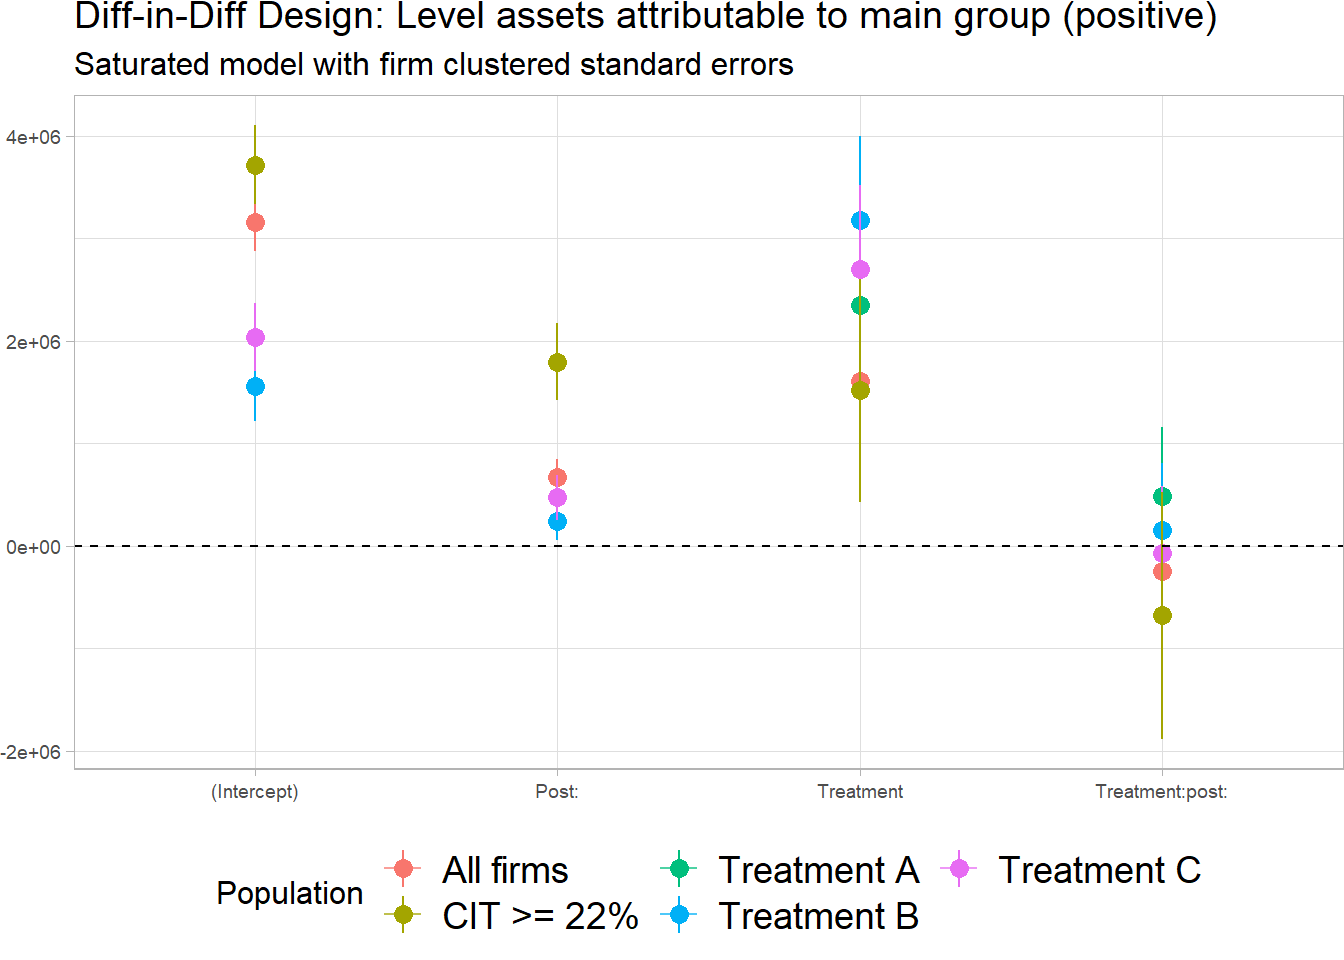 Diff-in-Diff Design: Level assets attributable to main group (positive)
Saturated model with firm clustered standard errors
4e+06
2e+06
0e+00
-2e+06
(Intercept)
Post:
Treatment
Treatment:post:
Population
All firms
CIT >= 22%
Treatment A
Treatment B
Treatment C